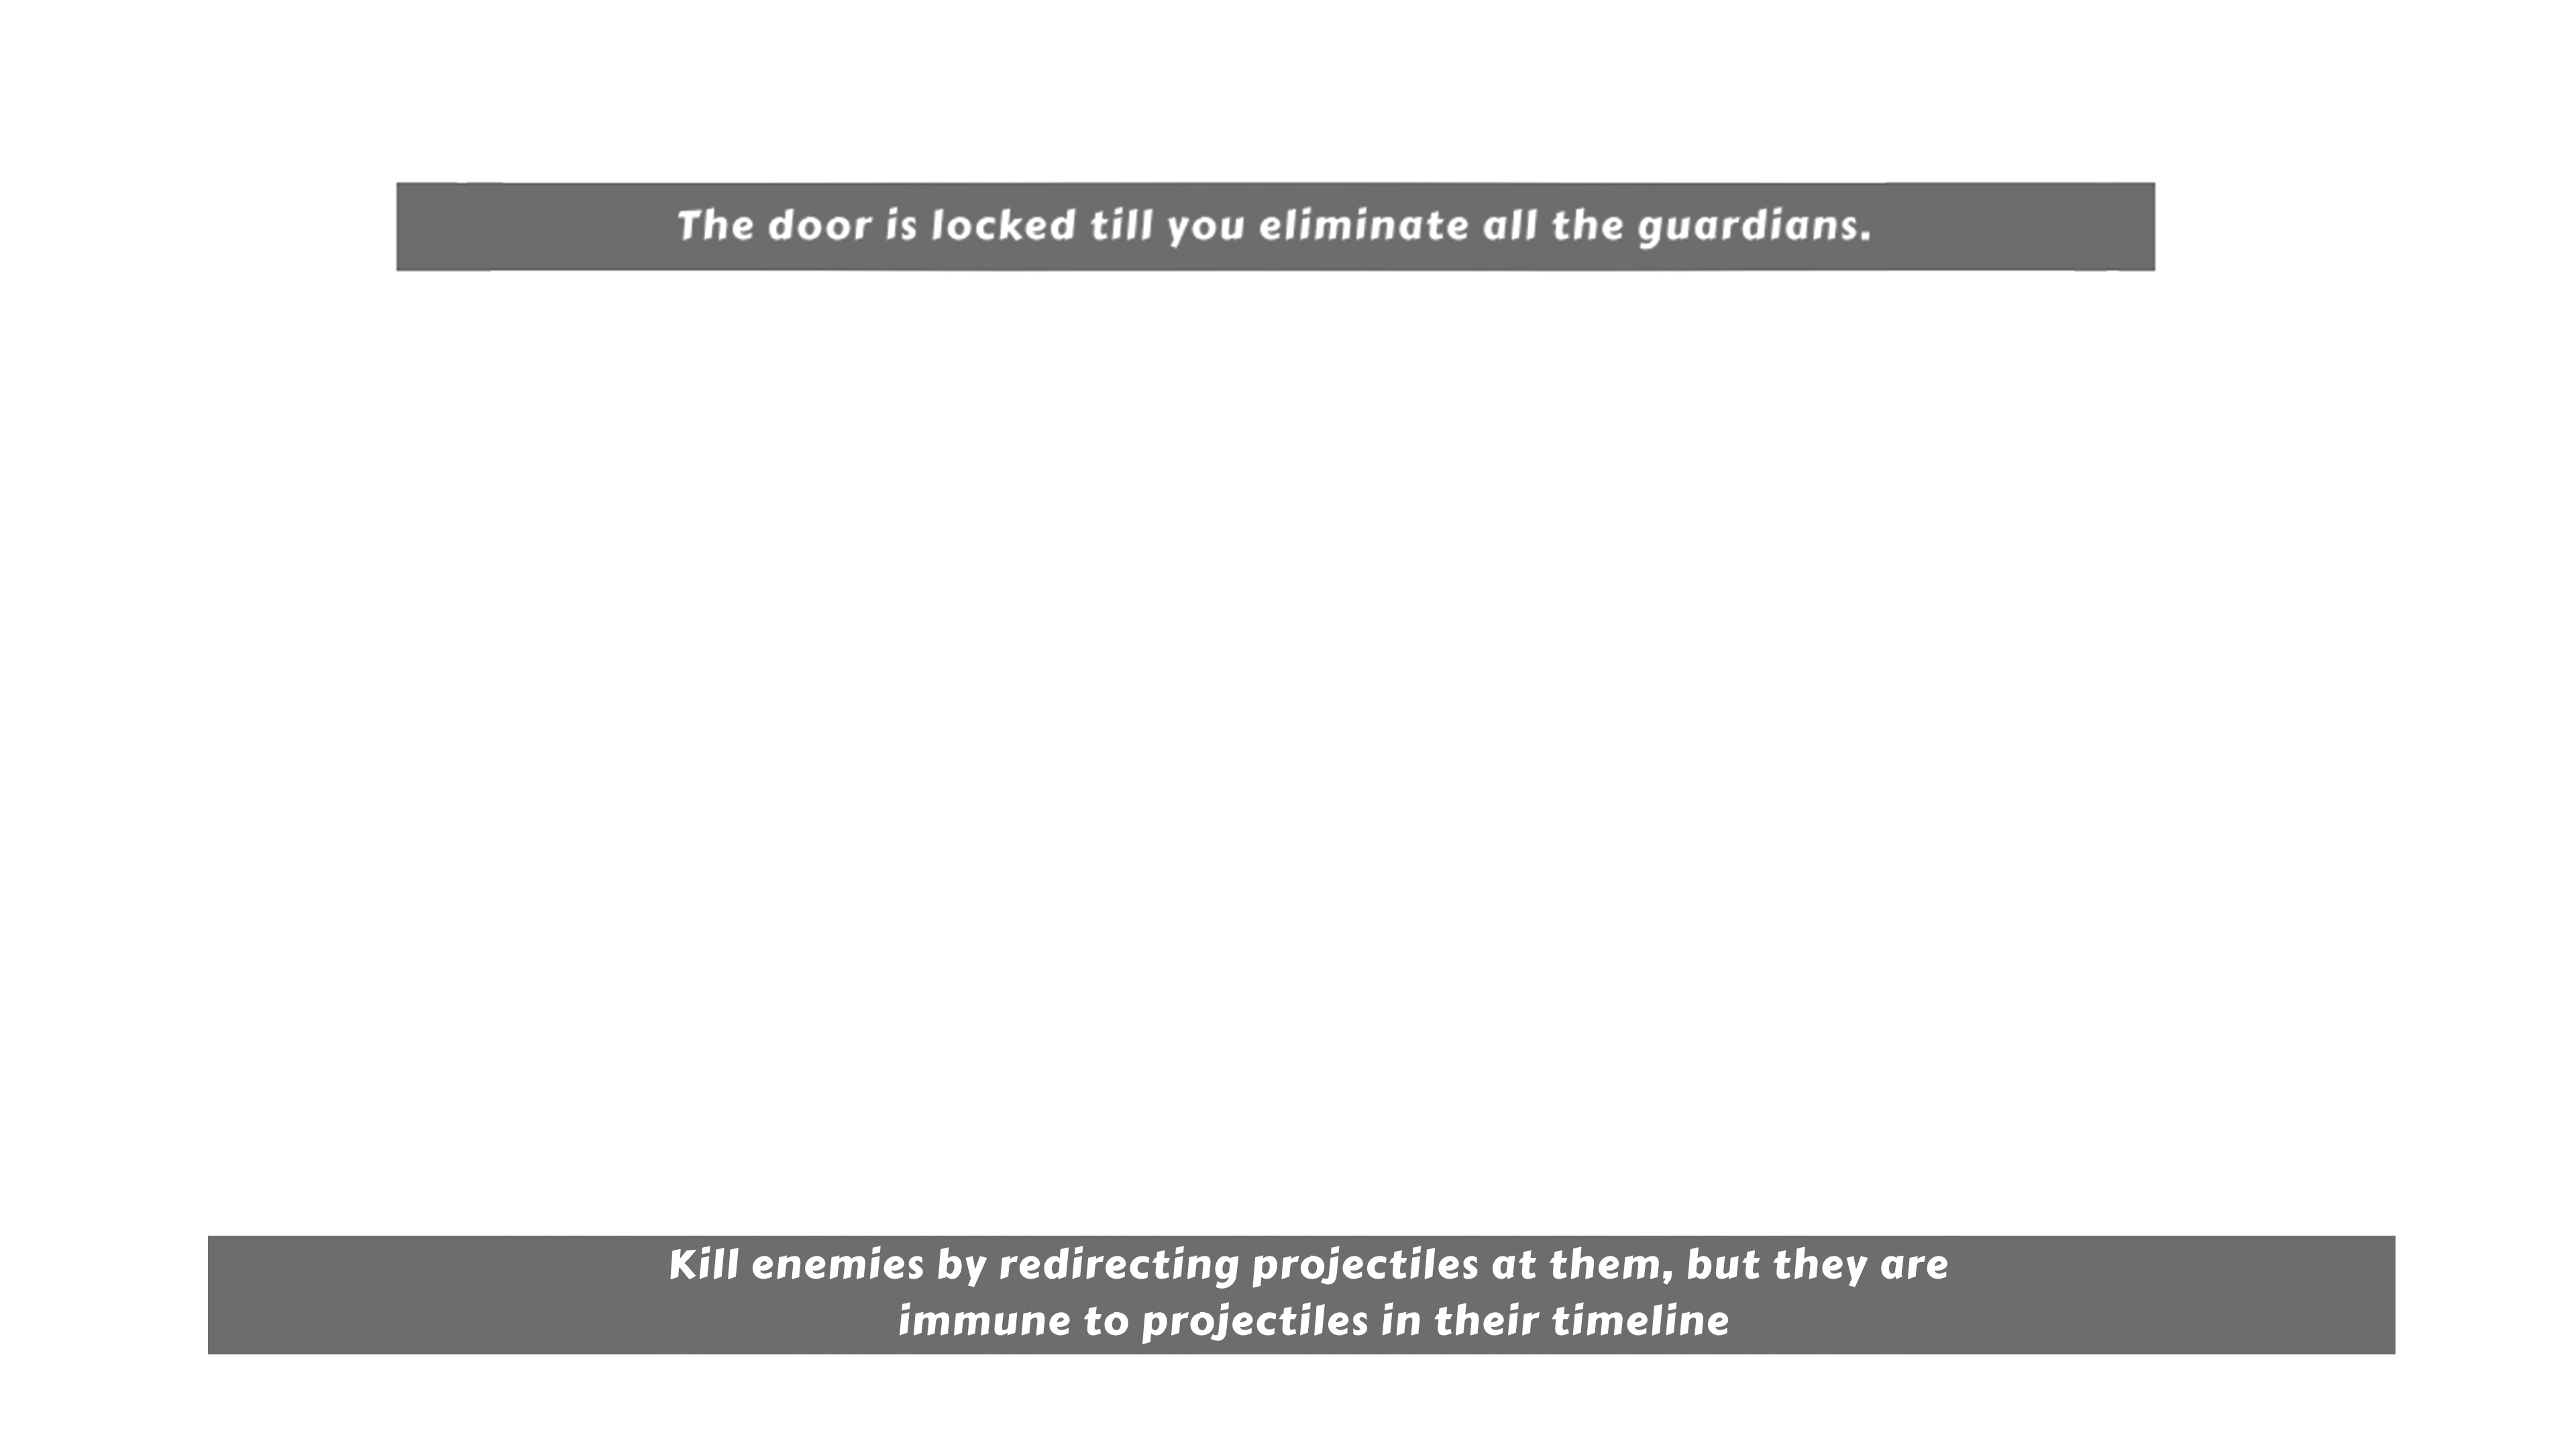 The door is locked till you eliminate all the guardians.
Kill enemies by redirecting projectiles at them, but they are
immune to projectiles in their timeline